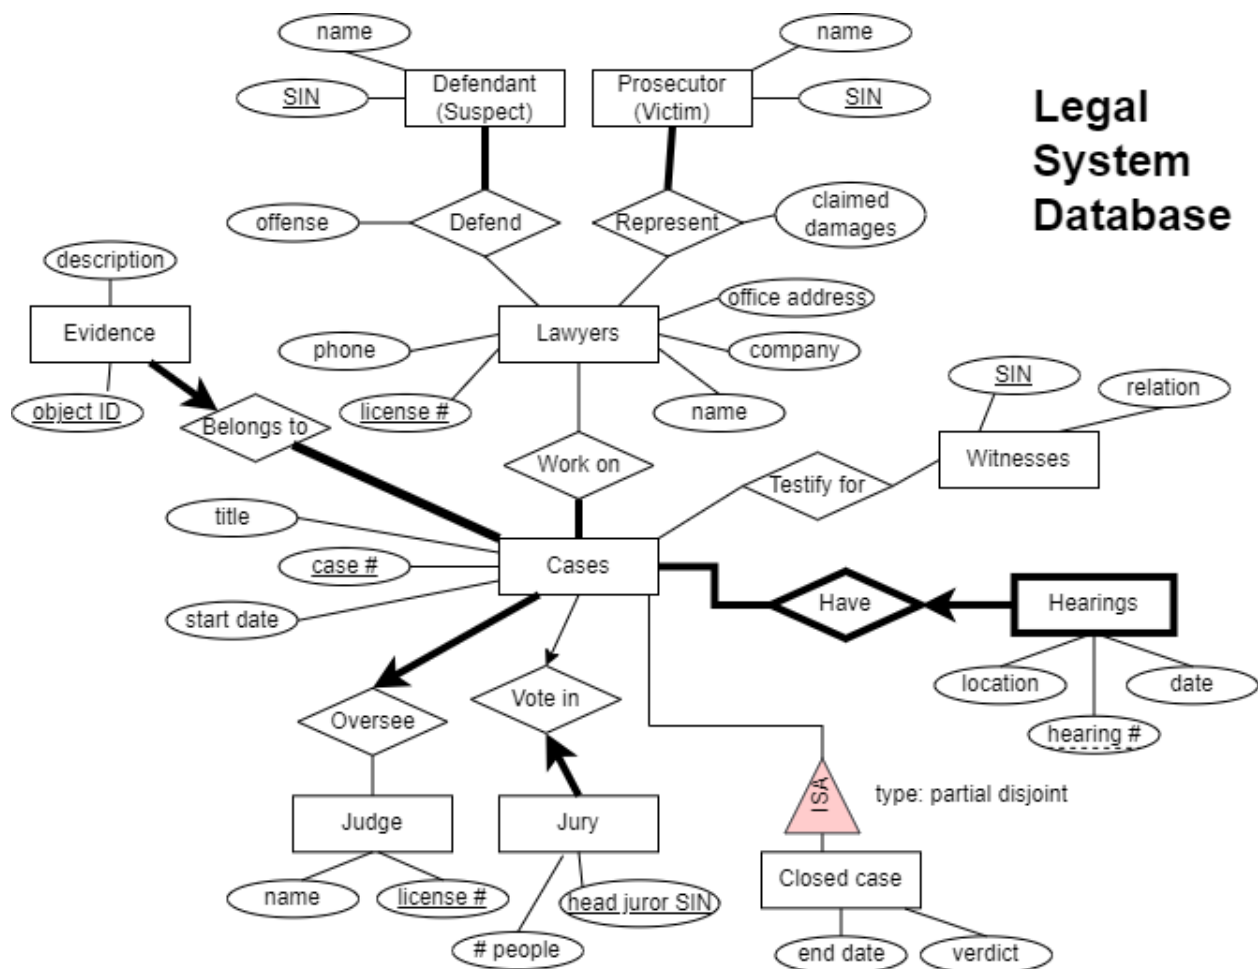 name
name
Defendant
(Suspect)
Prosecutor
(Victim)
SIN
SIN
Legal
System
Database
offense
Defend
Represent
claimed
damages
description
Evidence
object ID
Belongs to
phone
license #
Lawyers
office address
company
name
Work on
SIN
relation
Witnesses
Testify for
title
case #
start date
Cases
Have
Hearings
location
date
hearing #
Oversee
Vote in
ISA
type: partial disjoint
Judge
Jury
Closed case
name
license #
head juror SIN
# people
end date
verdict